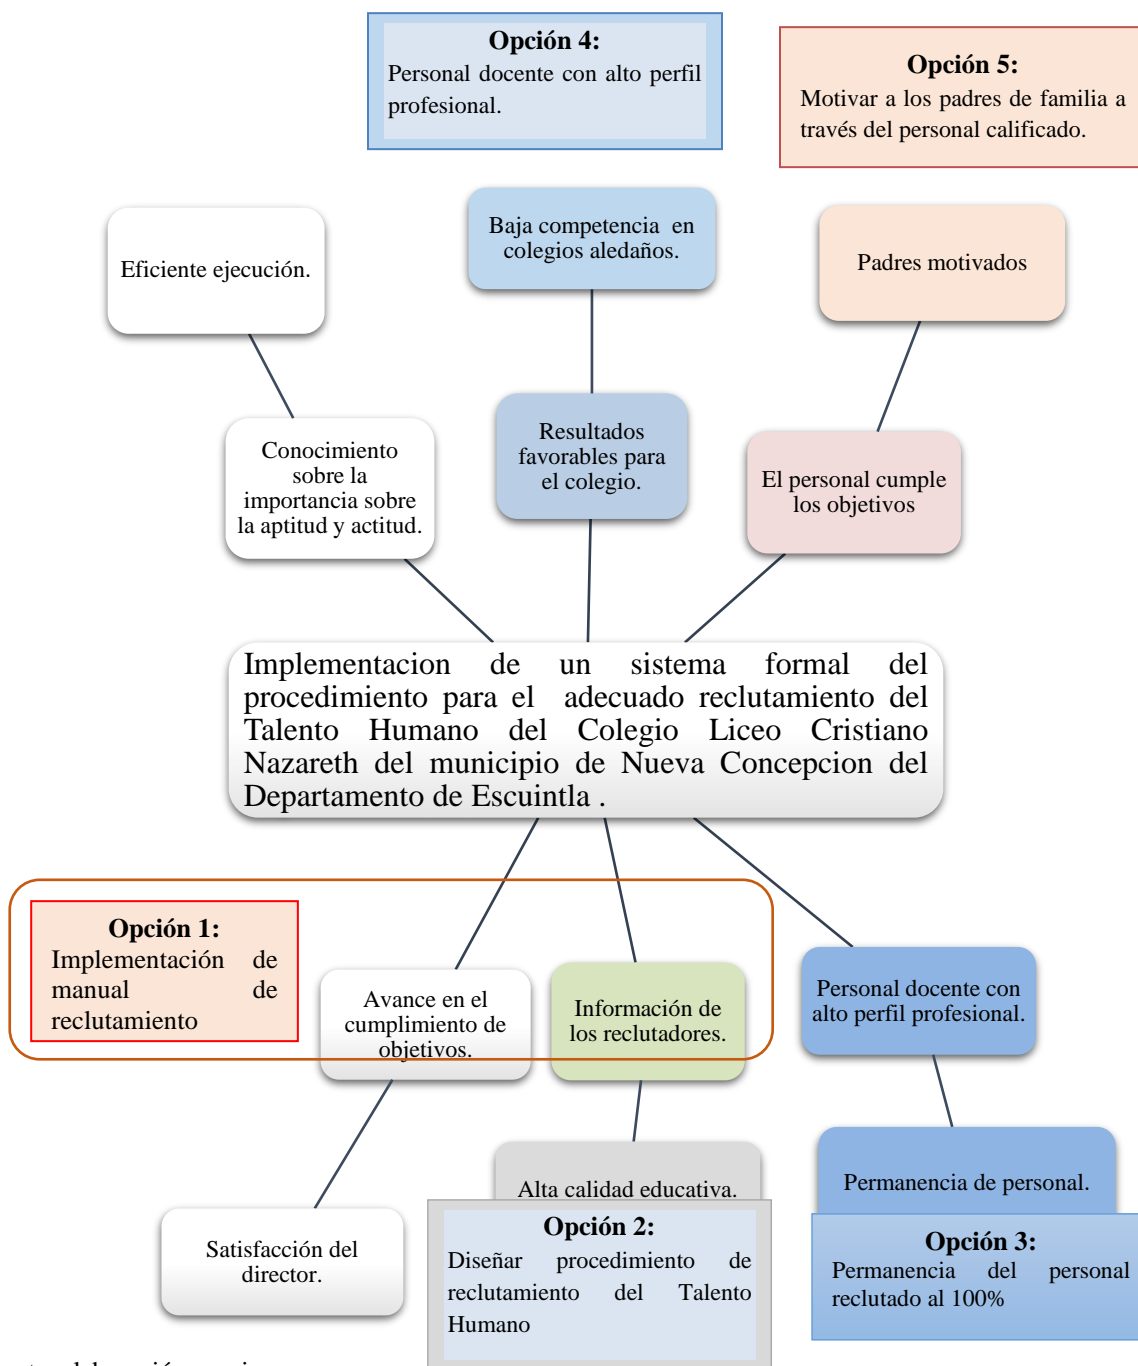 Opción 4:
Personal docente con alto perfil
profesional.
Opción 5:
Motivar a los padres de familia a
través del personal calificado.
Eficiente ejecución.
Baja competencia en
colegios aledaños.
Padres motivados
Conocimiento
sobre la
importancia sobre
la aptitud y actitud.
Resultados
favorables para
el colegio.
El personal cumple
los objetivos
Implementacion de un sistema formal del
procedimiento para el adecuado reclutamiento del
Talento Humano del Colegio Liceo Cristiano
Nazareth del municipio de Nueva Concepcion del
Departamento de Escuintla .
Opción 1:
Implementación de
manual de
reclutamiento
Avance en el
cumplimiento de
objetivos.
Información de
los reclutadores.
Personal docente con
alto perfil profesional.
Satisfacción del
director.
Alta calidad educativa.
Opción 2:
Diseñar procedimiento de
reclutamiento del Talento
Humano
Permanencia de personal.
Opción 3:
Permanencia del personal
reclutado al 100%